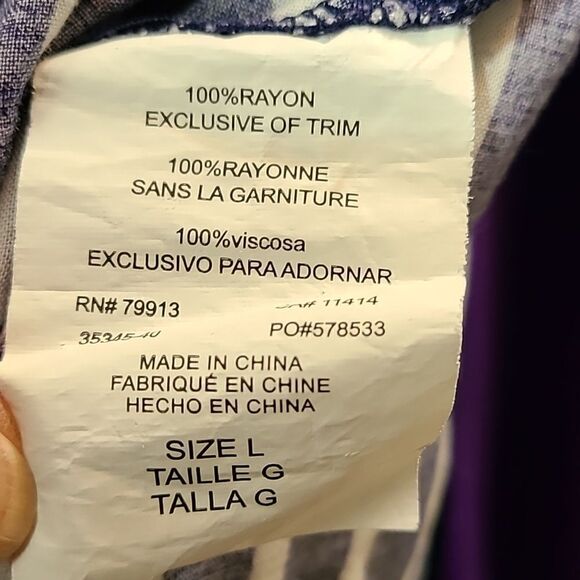 100%RAYON
EXCLUSIVE OF TRIM
100%RAYONNE
SANS LA GARNITURE
100%viscosa
EXCLUSIVO PARA ADORNAR
RN# 79913
11414
PO#578533
MADE IN CHINA
FABRIQUÉ EN CHINE
HECHO EN CHINA
SIZE L
TAILLE G
TALLA G